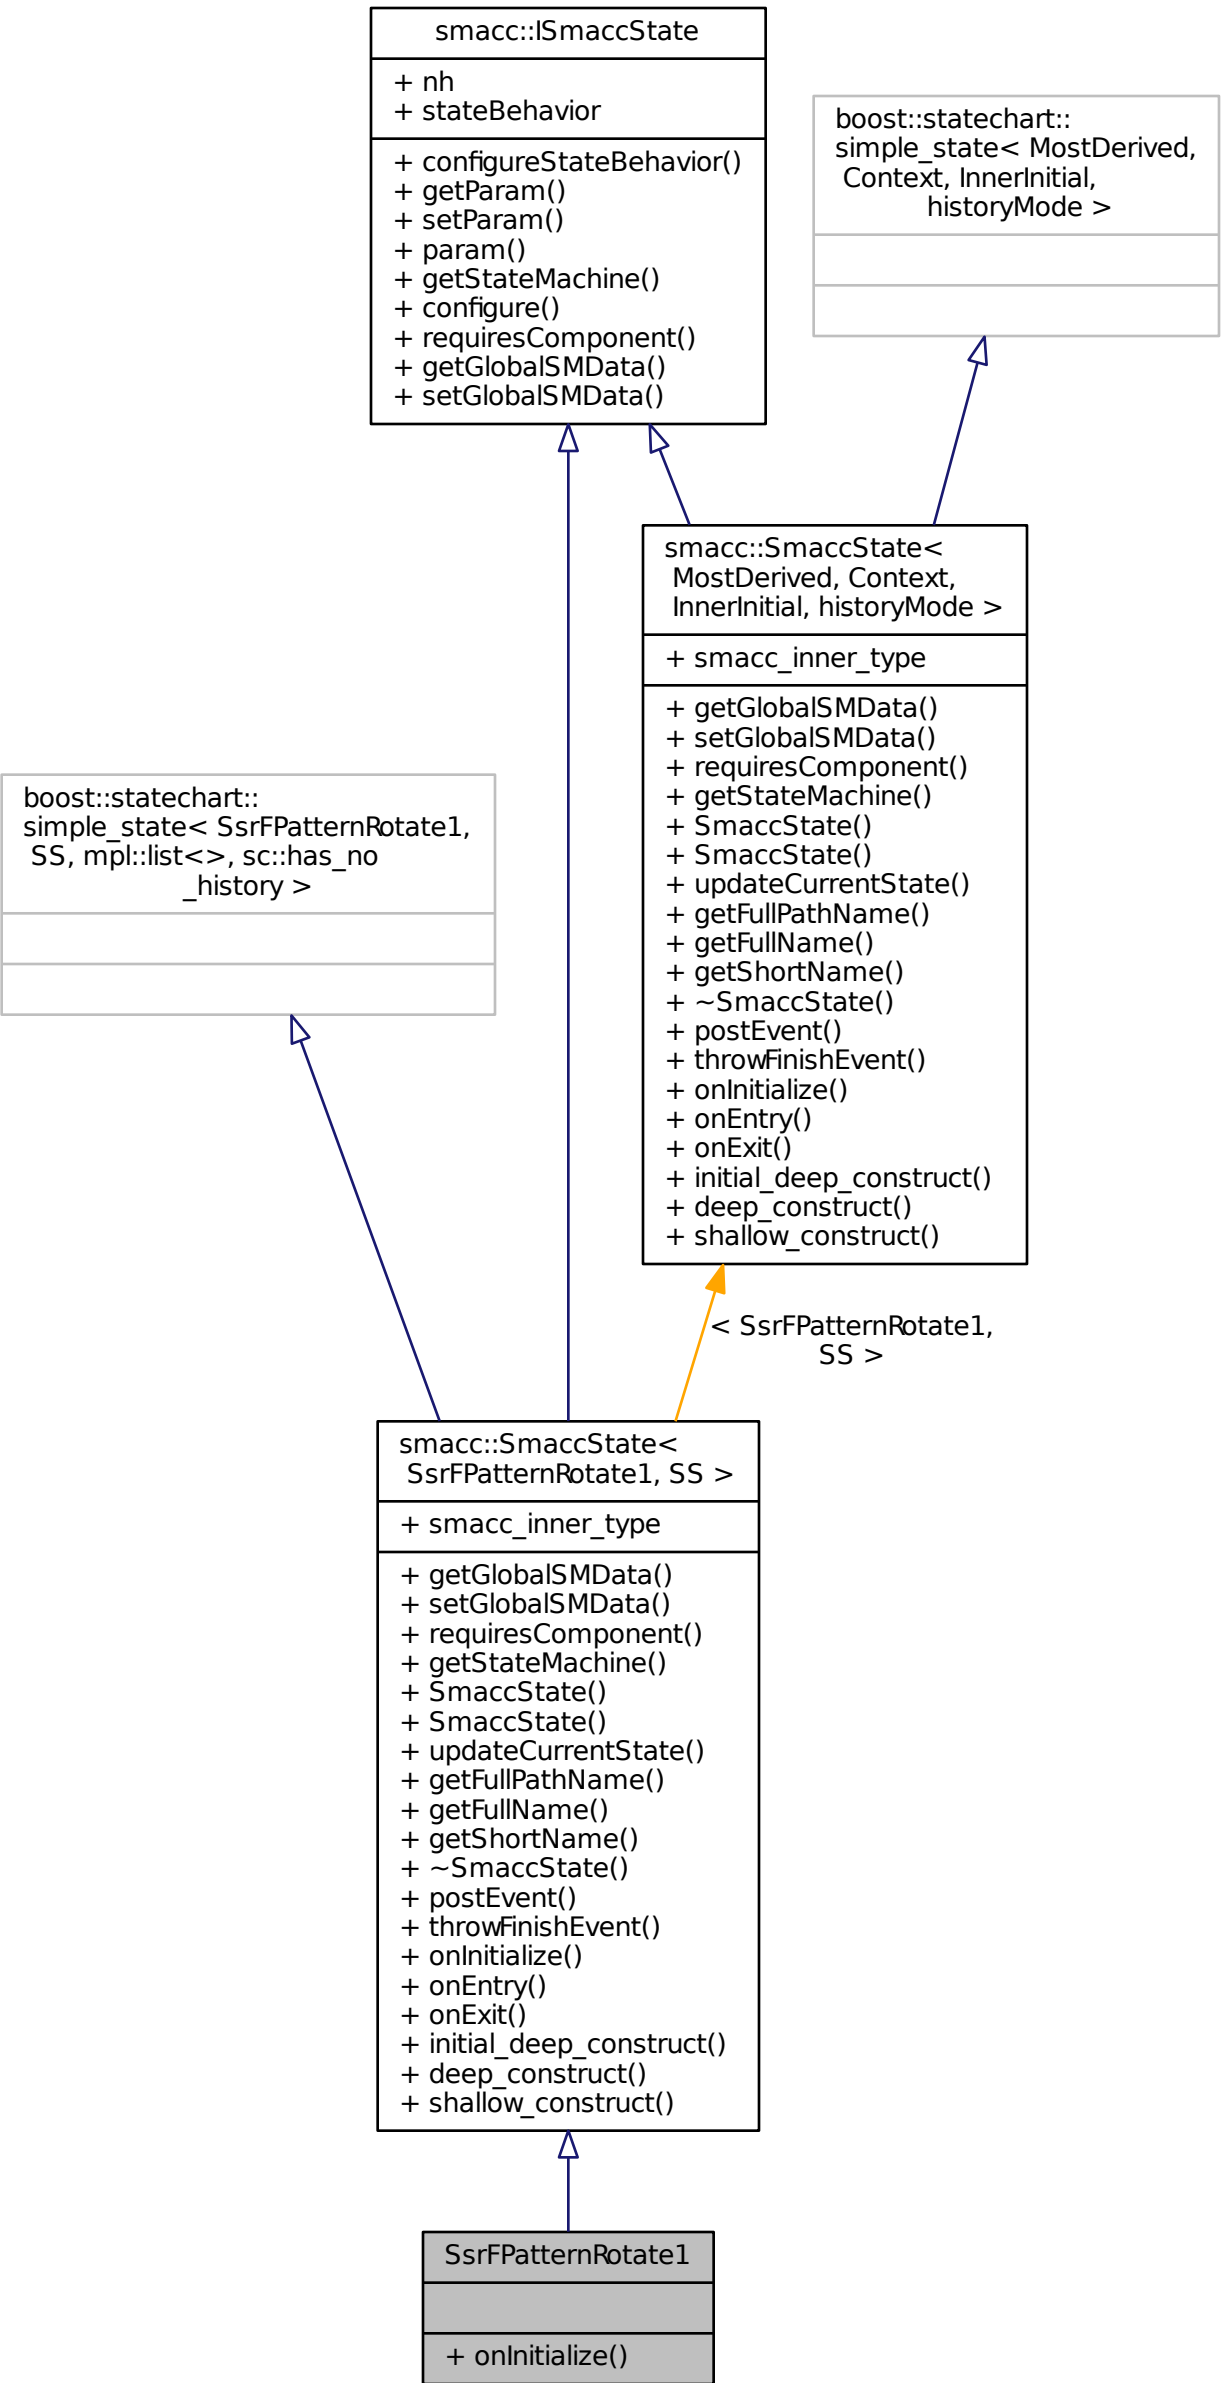 smacc::ISmaccState
+ nh
+ stateBehavior
+ configureStateBehavior()
+ getParam()
+ setParam()
+ param()
+ getStateMachine()
+ configure()
+ requiresComponent()
+ getGlobalSMData()
+ setGlobalSMData()
boost::statechart::
simple_state< MostDerived,
Context, InnerInitial,
historyMode >
smacc::SmaccState<
MostDerived, Context,
InnerInitial, historyMode >
+ smacc_inner_type
+ getGlobalSMData()
+ setGlobalSMData()
+ requiresComponent()
+ getStateMachine()
+ SmaccState()
+ SmaccState()
+ updateCurrentState()
+ getFullPathName()
+ getFullName()
+ getShortName()
+ ~SmaccState()
+ postEvent()
+ throwFinishEvent()
+ onInitialize()
+ onEntry()
+ onExit()
+ initial_deep_construct()
+ deep_construct()
+ shallow_construct()
boost::statechart::
simple_state< SsrFPatternRotate1,
SS, mpl::list<>, sc::has_no
_history >
< SsrFPatternRotate1,
SS >
smacc::SmaccState<
SsrFPatternRotate1, SS >
+ smacc_inner_type
+ getGlobalSMData()
+ setGlobalSMData()
+ requiresComponent()
+ getStateMachine()
+ SmaccState()
+ SmaccState()
+ updateCurrentState()
+ getFullPathName()
+ getFullName()
+ getShortName()
+ ~SmaccState()
+ postEvent()
+ throwFinishEvent()
+ onInitialize()
+ onEntry()
+ onExit()
+ initial_deep_construct()
+ deep_construct()
+ shallow_construct()
SsrFPatternRotate1
+ onInitialize()